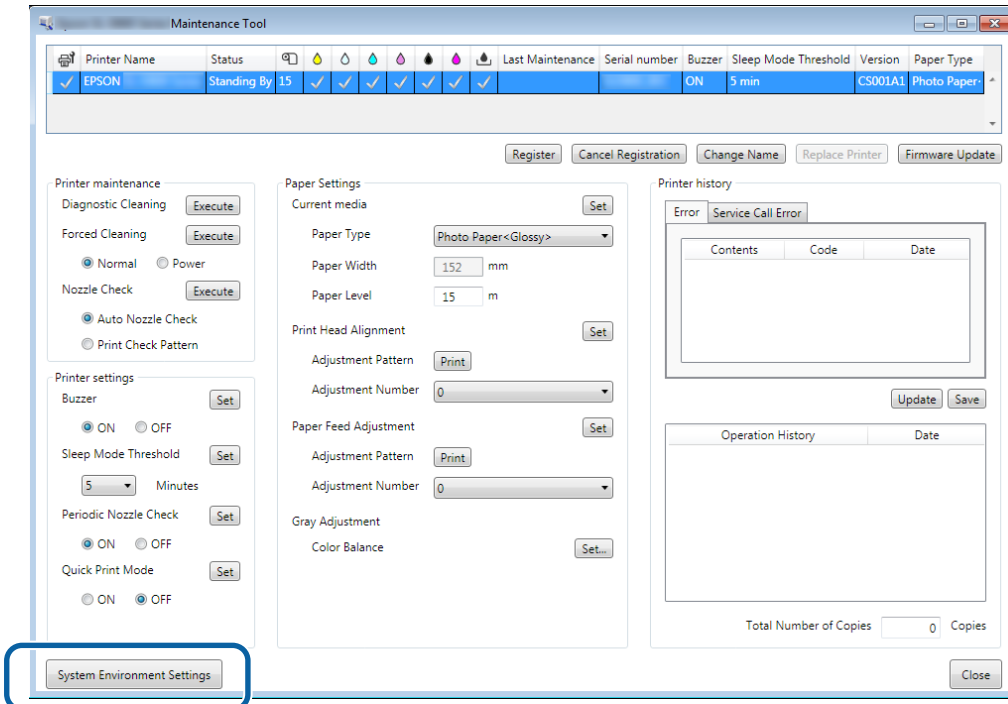 Maintenance Tool
Printer Name Status Last Maintenance Serial number Buzzer Sleep Mode Threshold Version Paper Type
EPSON Standing By 15 ON 5 min CS001A1 Photo Paper<
Register Cancel Registration Change Name Replace Printer Firmware Update
Printer maintenance
Diagnostic Cleaning Execute
Forced Cleaning Execute
Normal Power
Nozzle Check Execute
Auto Nozzle Check
Print Check Pattern
Printer settings
Buzzer Set
ON OFF
Sleep Mode Threshold Set
5 Minutes
Periodic Nozzle Check Set
ON OFF
Quick Print Mode Set
ON OFF
Paper Settings
Current media Set
Paper Type Photo Paper<Glossy>
Paper Width 152 mm
Paper Level 15 m
Print Head Alignment Set
Adjustment Pattern Print
Adjustment Number 0
Paper Feed Adjustment Set
Adjustment Pattern Print
Adjustment Number 0
Gray Adjustment
Color Balance Set...
Printer history
Error Service Call Error
Contents Code Date
Update Save
Operation History Date
Total Number of Copies 0 Copies
System Environment Settings Close